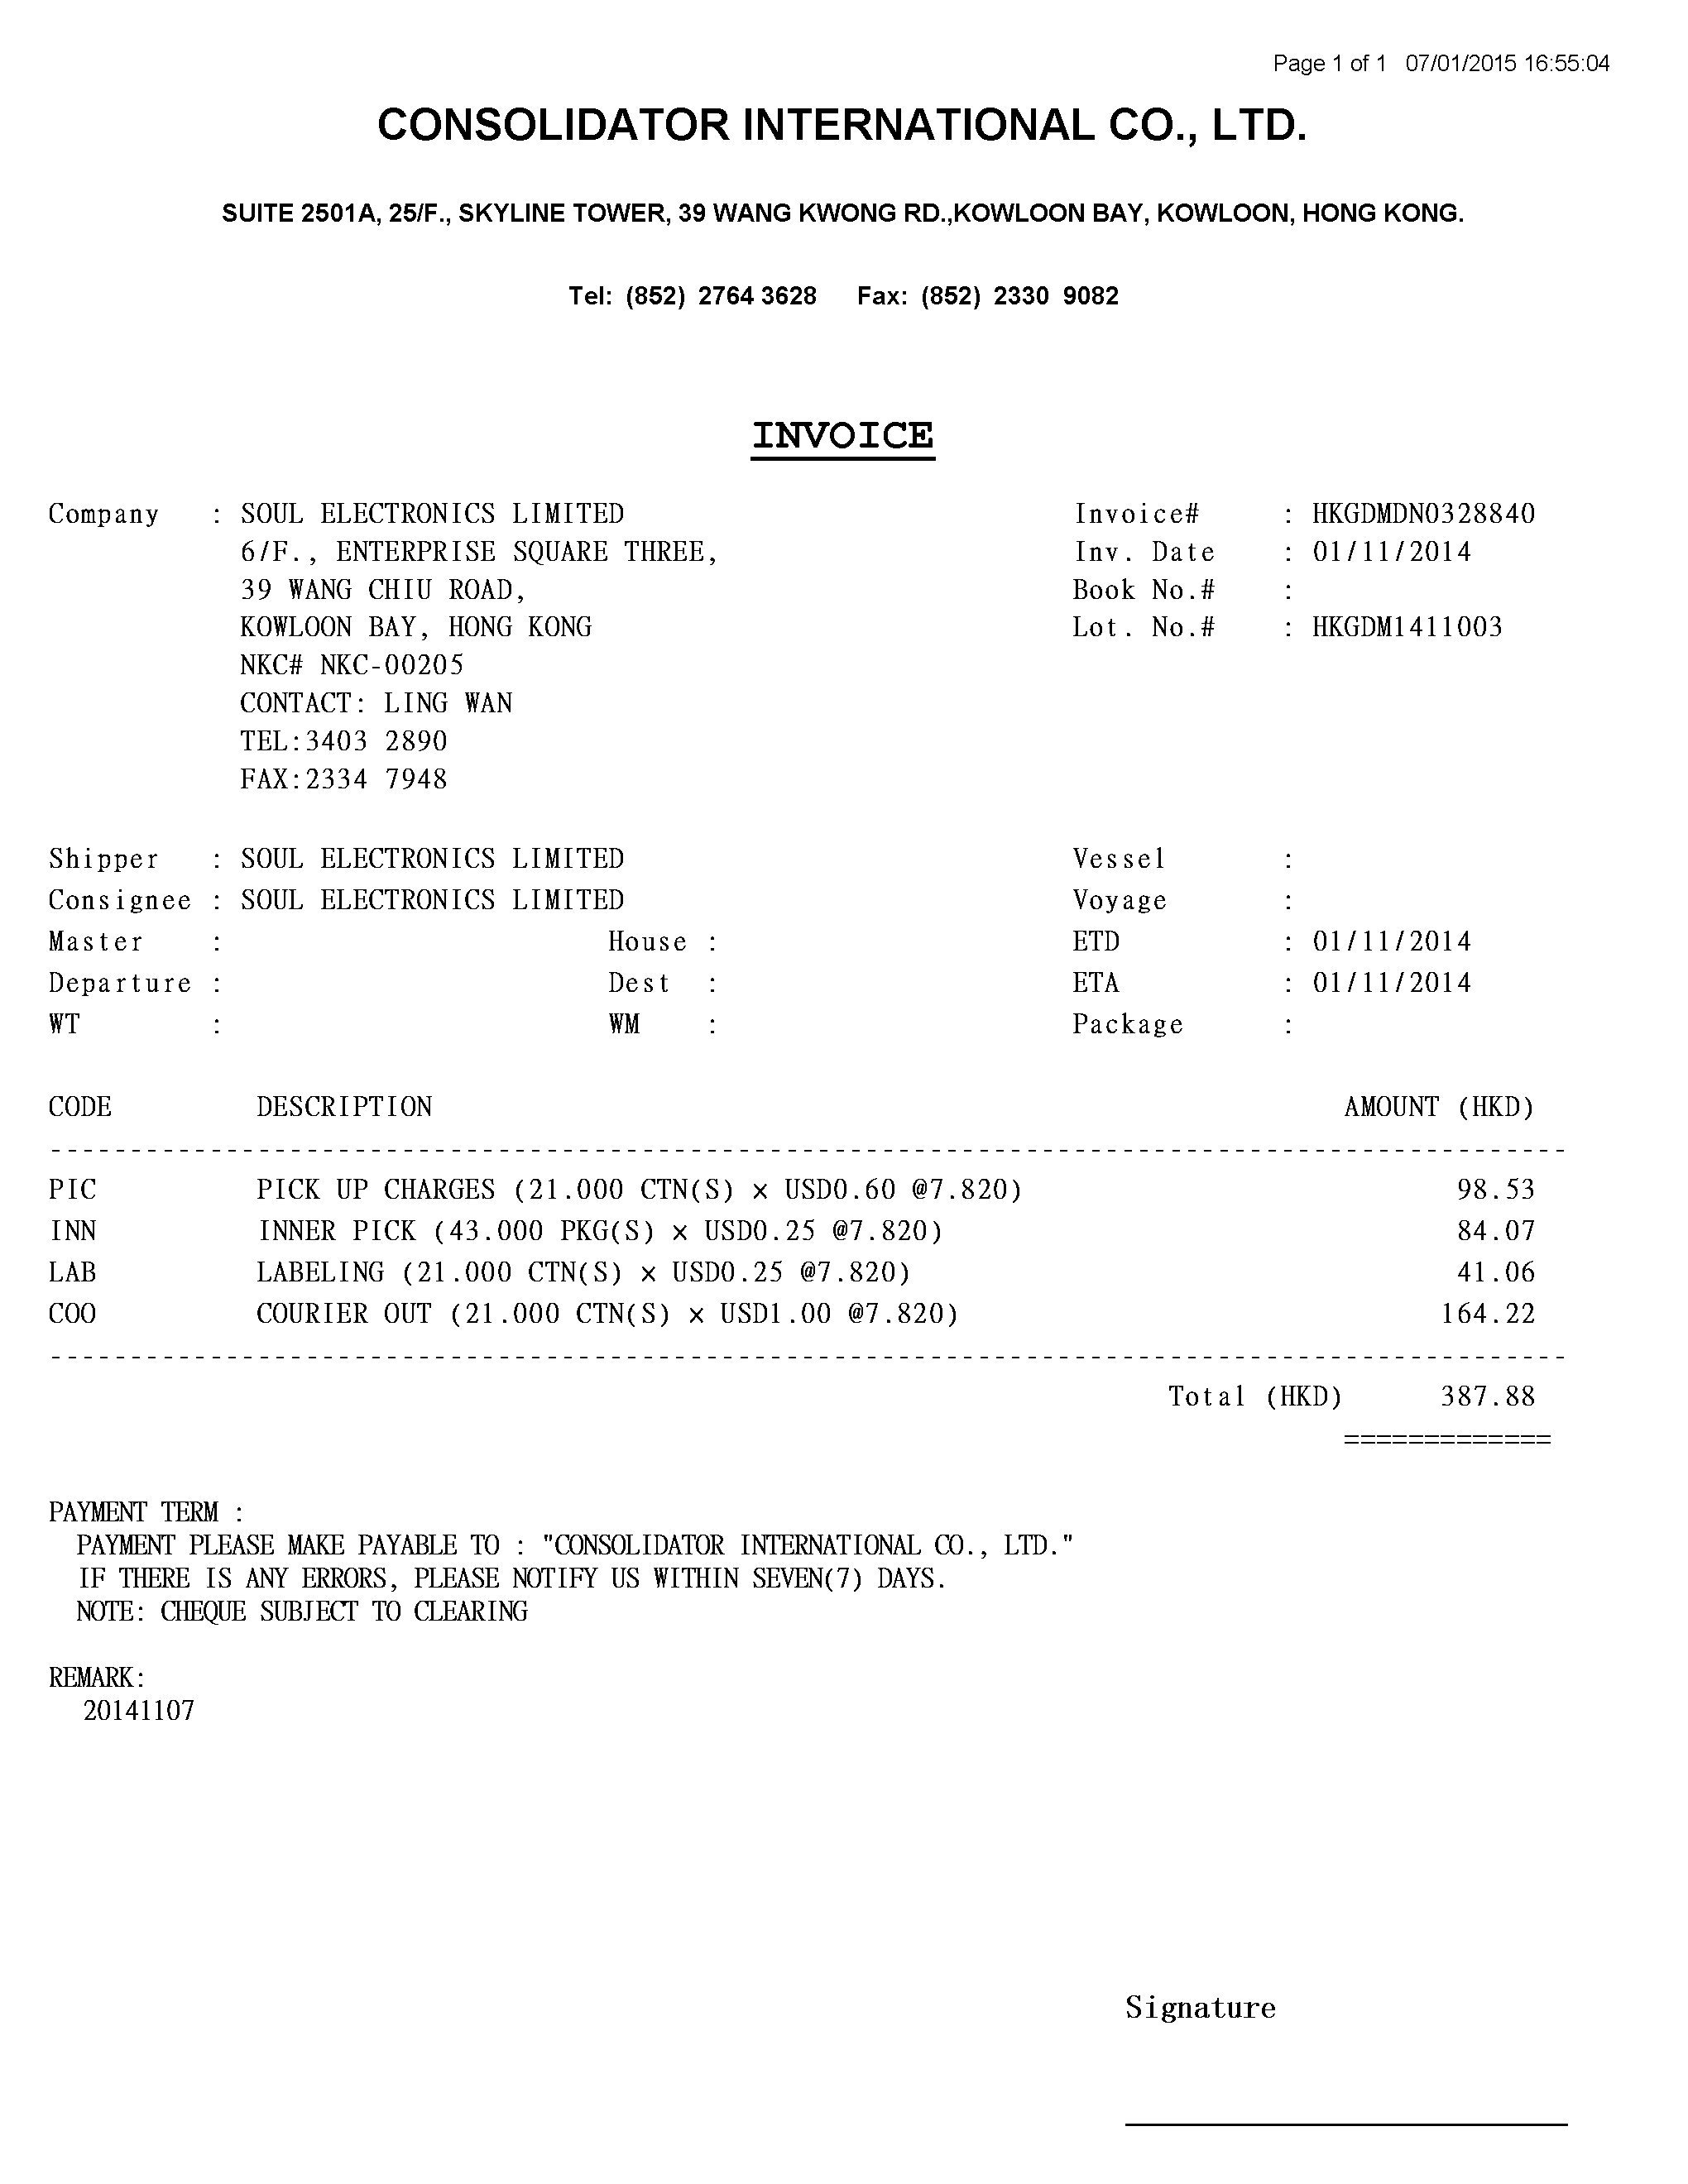 Page 1 of 1 07/01/2015 16:55:04
CONSOLIDATOR INTERNATIONAL CO., LTD.
SUITE 2501A, 25/F., SKYLINE TOWER, 39 WANG KWONG RD.,KOWLOON BAY, KOWLOON, HONG KONG.
Tel: (852) 2764 3628 Fax: (852) 2330 9082
INVOICE
Company : SOUL ELECTRONICS LIMITED Invoice# : HKGDMDN0328840
6/F., ENTERPRISE SQUARE THREE, Inv. Date : 01/11/2014
39 WANG CHIU ROAD, Book No.# :
KOWLOON BAY, HONG KONG Lot. No.# : HKGDM1411003
NKC# NKC-00205
CONTACT: LING WAN
TEL:3403 2890
FAX:2334 7948
Shipper : SOUL ELECTRONICS LIMITED Vessel :
Consignee : SOUL ELECTRONICS LIMITED Voyage :
Master : House : ETD : 01/11/2014
Departure : Dest : ETA : 01/11/2014
WT : WM : Package :
CODE DESCRIPTION AMOUNT (HKD)
PIC PICK UP CHARGES (21.000 CTN(S) × USD0.60 @7.820) 98.53
INN INNER PICK (43.000 PKG(S) × USD0.25 @7.820) 84.07
LAB LABELING (21.000 CTN(S) × USD0.25 @7.820) 41.06
COO COURIER OUT (21.000 CTN(S) × USD1.00 @7.820) 164.22
Total (HKD) 387.88
=============
PAYMENT TERM :
PAYMENT PLEASE MAKE PAYABLE TO : "CONSOLIDATOR INTERNATIONAL CO., LTD."
IF THERE IS ANY ERRORS, PLEASE NOTIFY US WITHIN SEVEN(7) DAYS.
NOTE: CHEQUE SUBJECT TO CLEARING
REMARK:
20141107
Signature